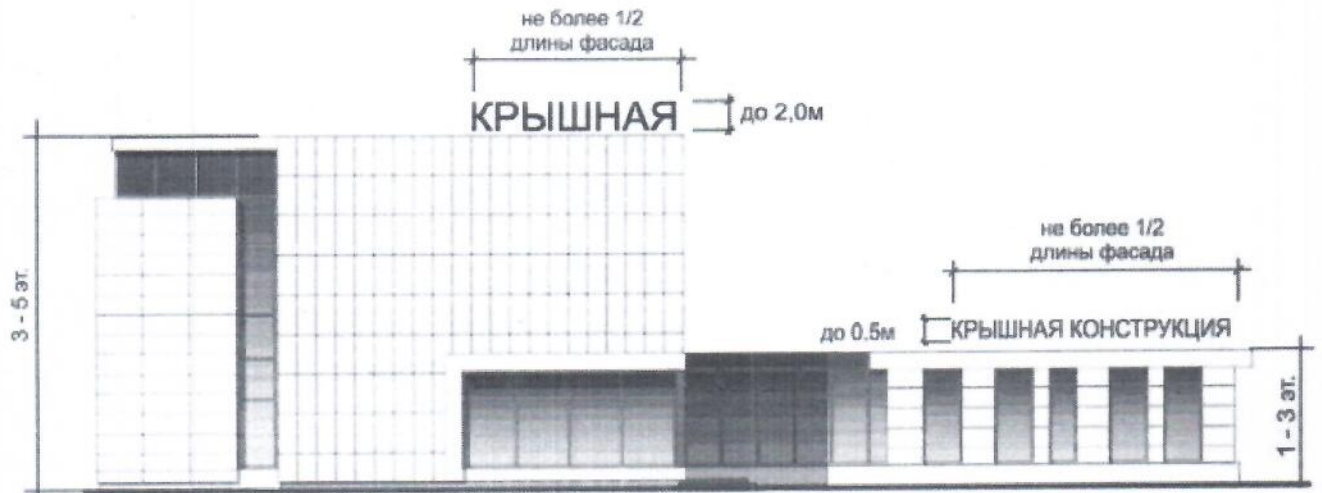 не более 1/2
длины фасада
КРЫШНАЯ
до 2,0м
3 - 5 эт.
не более 1/2
длины фасада
до 0.5м
КРЫШНАЯ КОНСТРУКЦИЯ
1 - 3 эт.